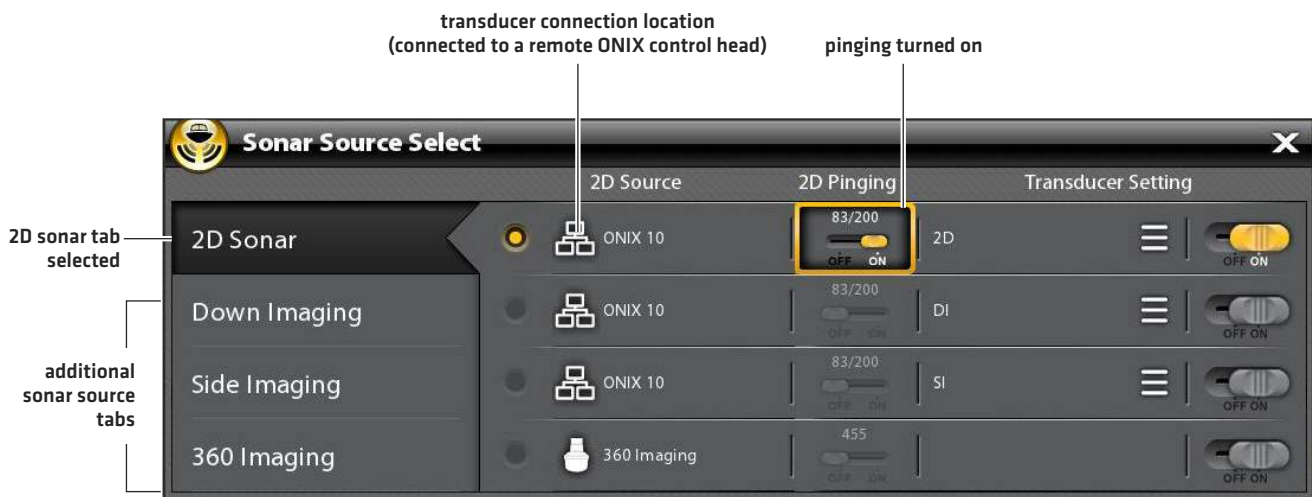 transducer connection location
(connected to a remote ONIX control head)
pinging turned on
Sonar Source Select
X
2D Source
2D Pinging
Transducer Setting
2D sonar tab
selected
2D Sonar
ONIX 10
83/200
OFF ON
2D
OFF ON
additional
sonar source
tabs
Down Imaging
ONIX 10
83/200
OFF ON
DI
OFF ON
Side Imaging
ONIX 10
83/200
OFF ON
SI
OFF ON
360 Imaging
360 Imaging
455
OFF ON
OFF ON